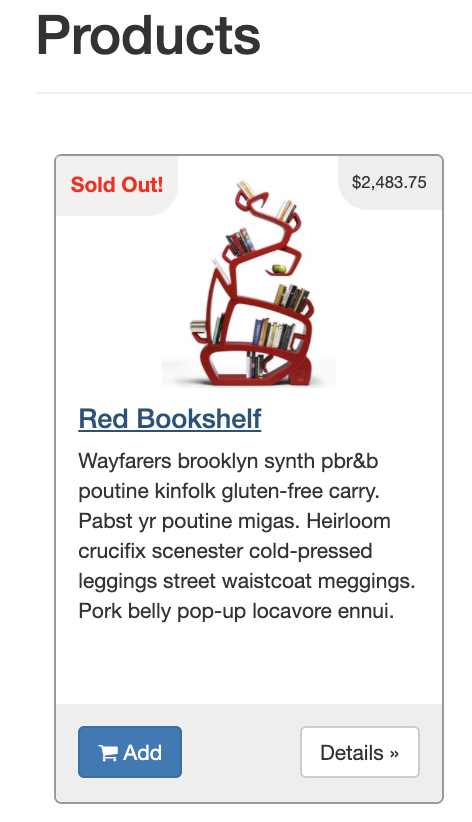 Products
Sold Out!
$2,483.75
Red Bookshelf
Wayfarers brooklyn synth pbr&b
poutine kinfolk gluten-free carry.
Pabst yr poutine migas. Heirloom
crucifix scenester cold-pressed
leggings street waistcoat meggings.
Pork belly pop-up locavore ennui.
Add
Details »